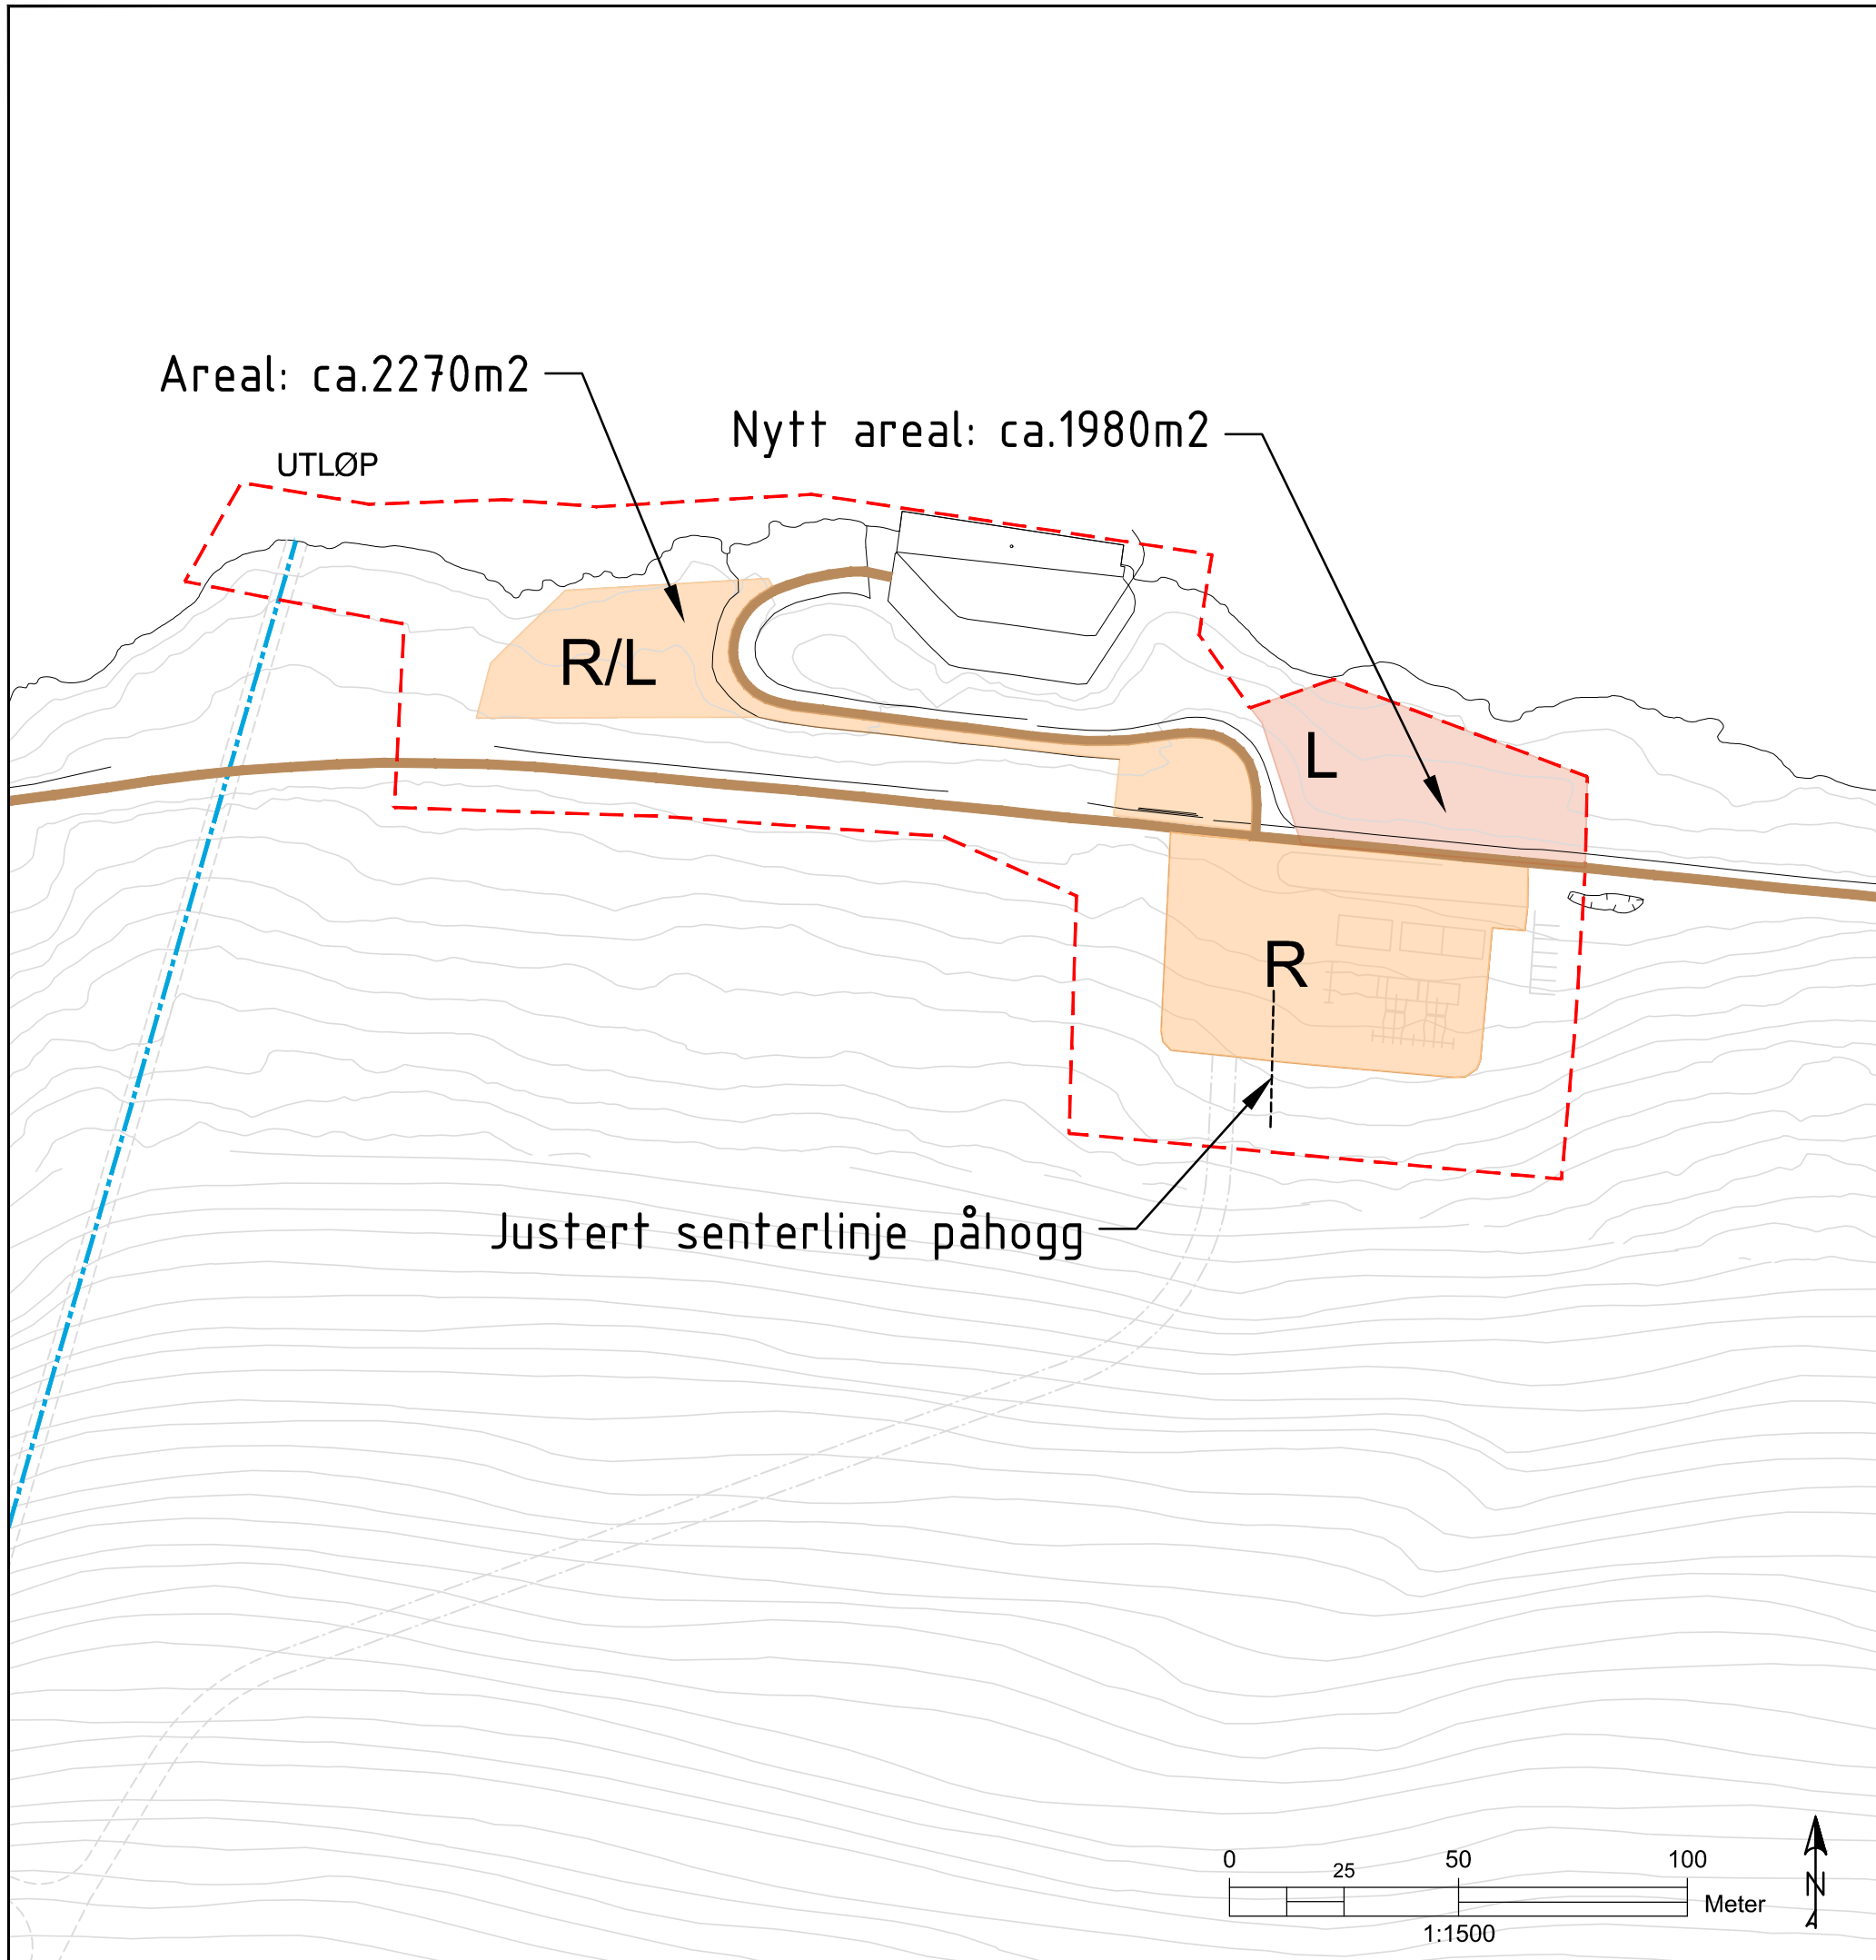 Areal: ca.2270m2
Nytt areal: ca.1980m2
UTLØP
R/L
L
R
Justert senterlinje påhogg
0 25 50 100
Meter
1:1500
N